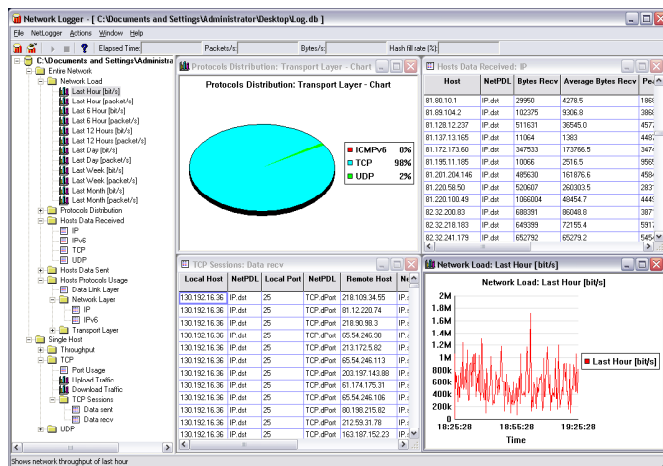 Network Logger - [ C:\Documents and Settings\Administrator\Desktop\Log.db ]
File NetLogger Actions Window Help
Elapsed Time: Packets/s: Bytes/s: Hash fill rate (%):
C:\Documents and Settings\Administra
Entire Network
Network Load
Last Hour [bit/s]
Last Hour [packet/s]
Last 6 Hour [bit/s]
Last 6 Hour [packet/s]
Last 12 Hours [bit/s]
Last 12 Hours [packet/s]
Last Day [bit/s]
Last Day [packet/s]
Last Week [bit/s]
Last Week [packet/s]
Last Month [bit/s]
Last Month [packet/s]
Protocols Distribution
Hosts Data Received
IP
IPv6
TCP
UDP
Hosts Data Sent
Hosts Protocols Usage
Data Link Layer
Network Layer
IP
IPv6
Transport Layer
Single Host
Throughput
TCP
Port Usage
Upload Traffic
Download Traffic
TCP Sessions
Data sent
Data recv
UDP
Protocols Distribution: Transport Layer - Chart
Protocols Distribution: Transport Layer - Chart
ICMPv6 0%
TCP 98%
UDP 2%
Hosts Data Received: IP
Host NetPDL Bytes Recv Average Bytes Recv Pea
81.80.10.1 IP.dst 29950 4278.5
81.89.104.2 IP.dst 102375 9306.8
81.128.12.237 IP.dst 511631 36545.0
81.137.13.165 IP.dst 11064 1383
81.172.173.60 IP.dst 347533 173766.5
81.195.11.185 IP.dst 10066 2516.5
81.201.204.146 IP.dst 485630 161876.6
81.220.58.50 IP.dst 520607 260303.5
81.220.100.49 IP.dst 1066004 48454.7
82.32.200.83 IP.dst 688391 86048.8
82.32.218.183 IP.dst 649399 72155.4
82.32.241.179 IP.dst 652792 65279.2
TCP Sessions: Data recv
Local Host NetPDL Local Port NetPDL Remote Host
130.192.16.36 IP.dst 25 TCP.dPort 218.109.34.55
130.192.16.36 IP.dst 25 TCP.dPort 81.12.220.74
130.192.16.36 IP.dst 25 TCP.dPort 218.90.98.3
130.192.16.36 IP.dst 25 TCP.dPort
130.192.16.36 IP.dst 25 TCP.dPort 213.172.5.82
130.192.16.36 IP.dst 25 TCP.dPort 65.54.246.113
130.192.16.36 IP.dst 25 TCP.dPort 203.197.143.88
130.192.16.36 IP.dst 25 TCP.dPort 61.174.175.31
130.192.16.36 IP.dst 25 TCP.dPort 65.54.246.106
130.192.16.36 IP.dst 25 TCP.dPort 80.198.215.82
130.192.16.36 IP.dst 25 TCP.dPort 212.59.31.78
130.192.16.36 IP.dst 25 TCP.dPort 163.187.152.23
Network Load: Last Hour [bit/s]
Network Load: Last Hour [bit/s]
2M
1.8M
1.6M
1.4M
1.2M
1M
800k
600k
400k
200k
0
18:25:28 18:55:28 19:25:28
Time
Last Hour [bit/s]
Shows network throughput of last hour